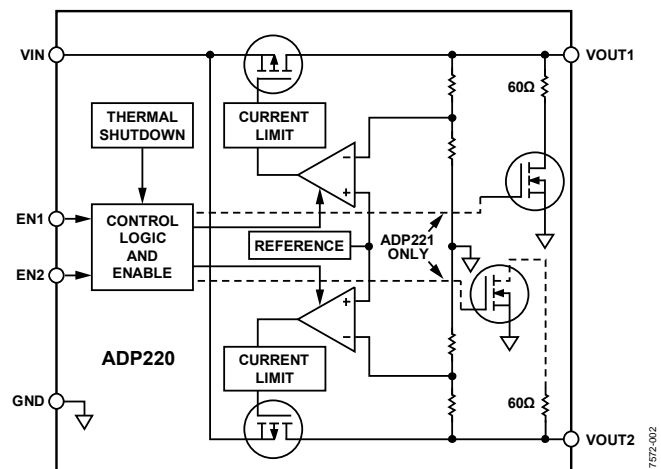 VIN
VOUT1
60Ω
THERMAL
SHUTDOWN
CURRENT
LIMIT
–
+
EN1
CONTROL
LOGIC
AND
ENABLE
REFERENCE
ADP221
ONLY
EN2
+
–
ADP220
CURRENT
LIMIT
GND
60Ω
VOUT2
7572-002